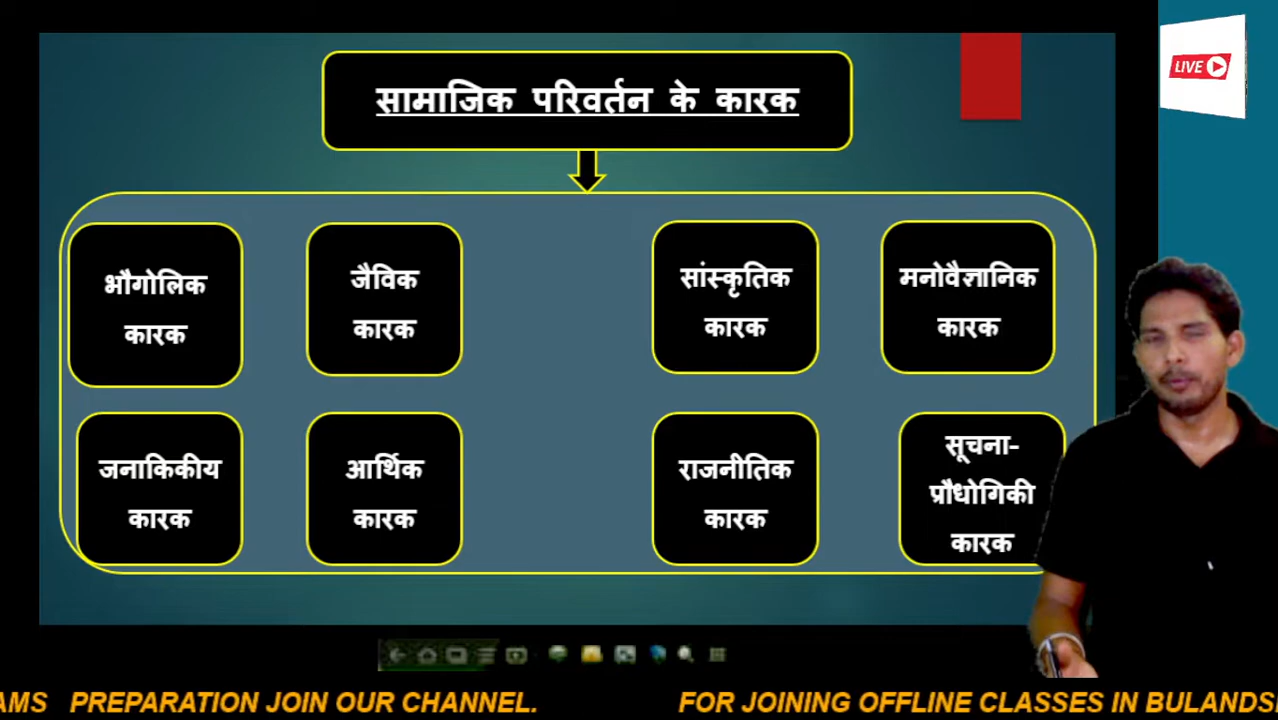 LIVE
सामाजिक परिवर्तन के कारक
भौगोलिक
कारक
जैविक
कारक
सांस्कृतिक
कारक
मनोवैज्ञानिक
कारक
जनाकिकीय
कारक
आर्थिक
कारक
राजनीतिक
कारक
सूचना-
प्रौधोगिकी
कारक
AMS PREPARATION JOIN OUR CHANNEL. FOR JOINING OFFLINE CLASSES IN BULANDS